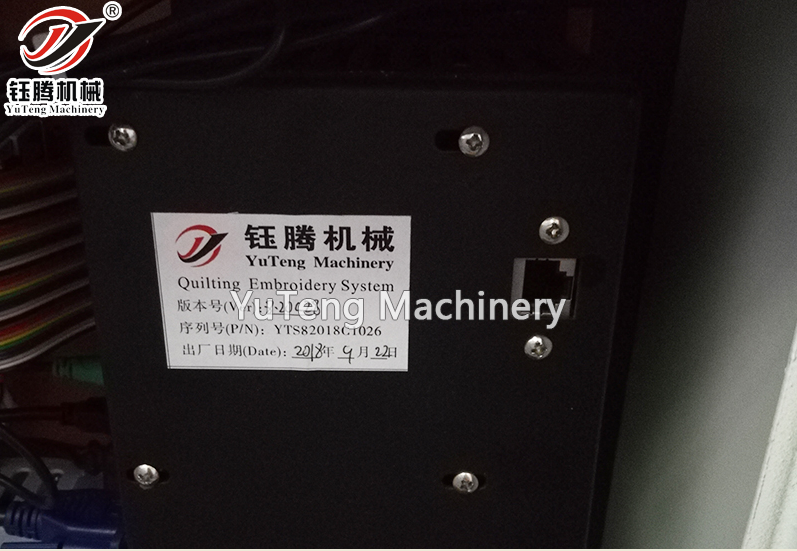 ®
钰腾机械
YuTeng Machinery
钰腾机械
YuTeng Machinery
Quilting Embroidery System
版本号(Ver):
YuTeng Machinery
序列号(P/N): YTS82018C1026
出厂日期(Date): 2018年 9月 22日